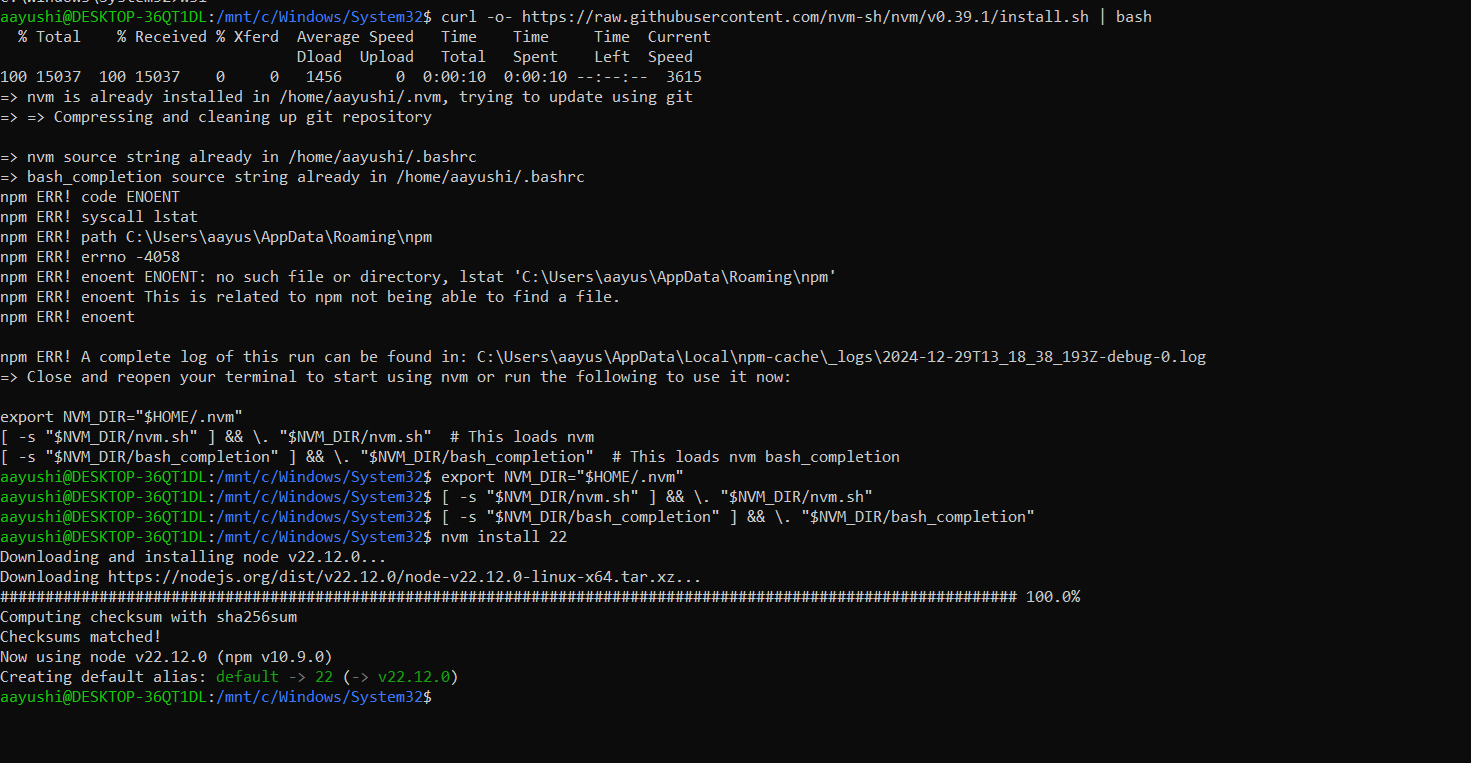 aayushi@DESKTOP-36QT1DL:/mnt/c/Windows/System32$ curl -o- https://raw.githubusercontent.com/nvm-sh/nvm/v0.39.1/install.sh | bash
  % Total    % Received % Xferd  Average Speed   Time    Time     Time  Current
                                 Dload  Upload   Total   Spent    Left  Speed
100 15037  100 15037    0     0   1456      0  0:00:10  0:00:10 --:--:--  3615
=> nvm is already installed in /home/aayushi/.nvm, trying to update using git
=> => Compressing and cleaning up git repository

=> nvm source string already in /home/aayushi/.bashrc
=> bash_completion source string already in /home/aayushi/.bashrc
npm ERR! code ENOENT
npm ERR! syscall lstat
npm ERR! path C:\Users\aayus\AppData\Roaming\npm
npm ERR! errno -4058
npm ERR! enoent ENOENT: no such file or directory, lstat 'C:\Users\aayus\AppData\Roaming\npm'
npm ERR! enoent This is related to npm not being able to find a file.
npm ERR! enoent

npm ERR! A complete log of this run can be found in: C:\Users\aayus\AppData\Local\npm-cache\_logs\2024-12-29T13_18_38_193Z-debug-0.log
=> Close and reopen your terminal to start using nvm or run the following to use it now:

export NVM_DIR="$HOME/.nvm"
[ -s "$NVM_DIR/nvm.sh" ] && \. "$NVM_DIR/nvm.sh"  # This loads nvm
[ -s "$NVM_DIR/bash_completion" ] && \. "$NVM_DIR/bash_completion"  # This loads nvm bash_completion
aayushi@DESKTOP-36QT1DL:/mnt/c/Windows/System32$ export NVM_DIR="$HOME/.nvm"
aayushi@DESKTOP-36QT1DL:/mnt/c/Windows/System32$ [ -s "$NVM_DIR/nvm.sh" ] && \. "$NVM_DIR/nvm.sh"
aayushi@DESKTOP-36QT1DL:/mnt/c/Windows/System32$ [ -s "$NVM_DIR/bash_completion" ] && \. "$NVM_DIR/bash_completion"
aayushi@DESKTOP-36QT1DL:/mnt/c/Windows/System32$ nvm install 22
Downloading and installing node v22.12.0...
Downloading https://nodejs.org/dist/v22.12.0/node-v22.12.0-linux-x64.tar.xz...
################################################################################################################# 100.0%
Computing checksum with sha256sum
Checksums matched!
Now using node v22.12.0 (npm v10.9.0)
Creating default alias: default -> 22 (-> v22.12.0)
aayushi@DESKTOP-36QT1DL:/mnt/c/Windows/System32$